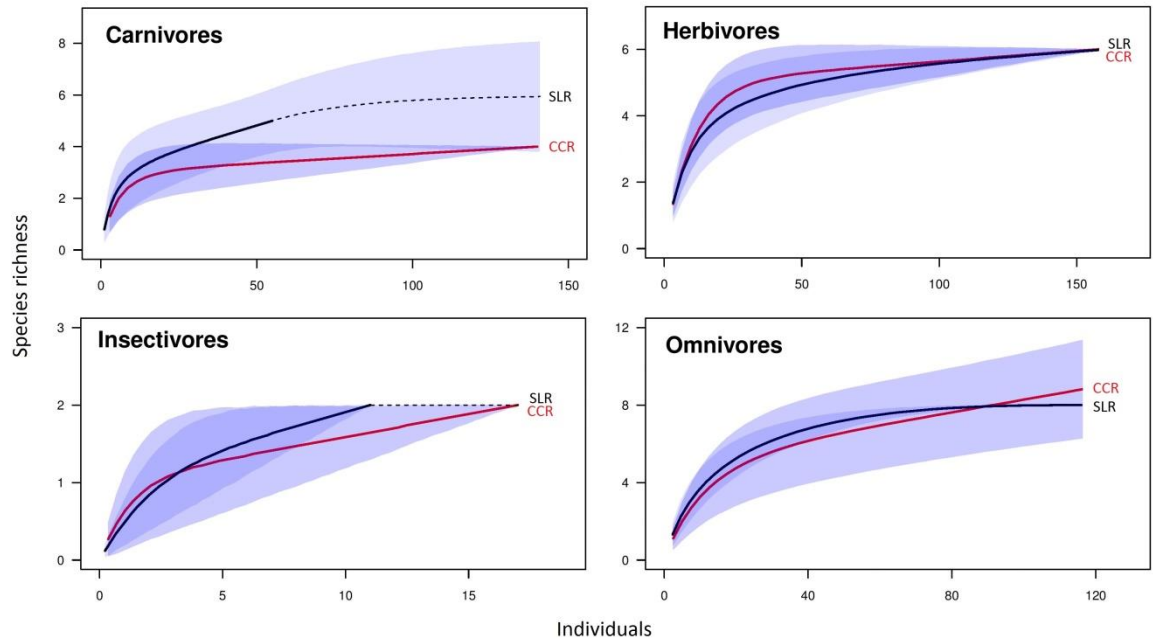 Species richness
Carnivores
8
6
4
2
0
0 50 100 150
SLR
CCR
Herbivores
6
4
2
0
0 50 100 150
SLR
CCR
Insectivores
3
2
1
0
0 5 10 15
SLR
CCR
Omnivores
12
8
4
0
0 40 80 120
CCR
SLR
Individuals